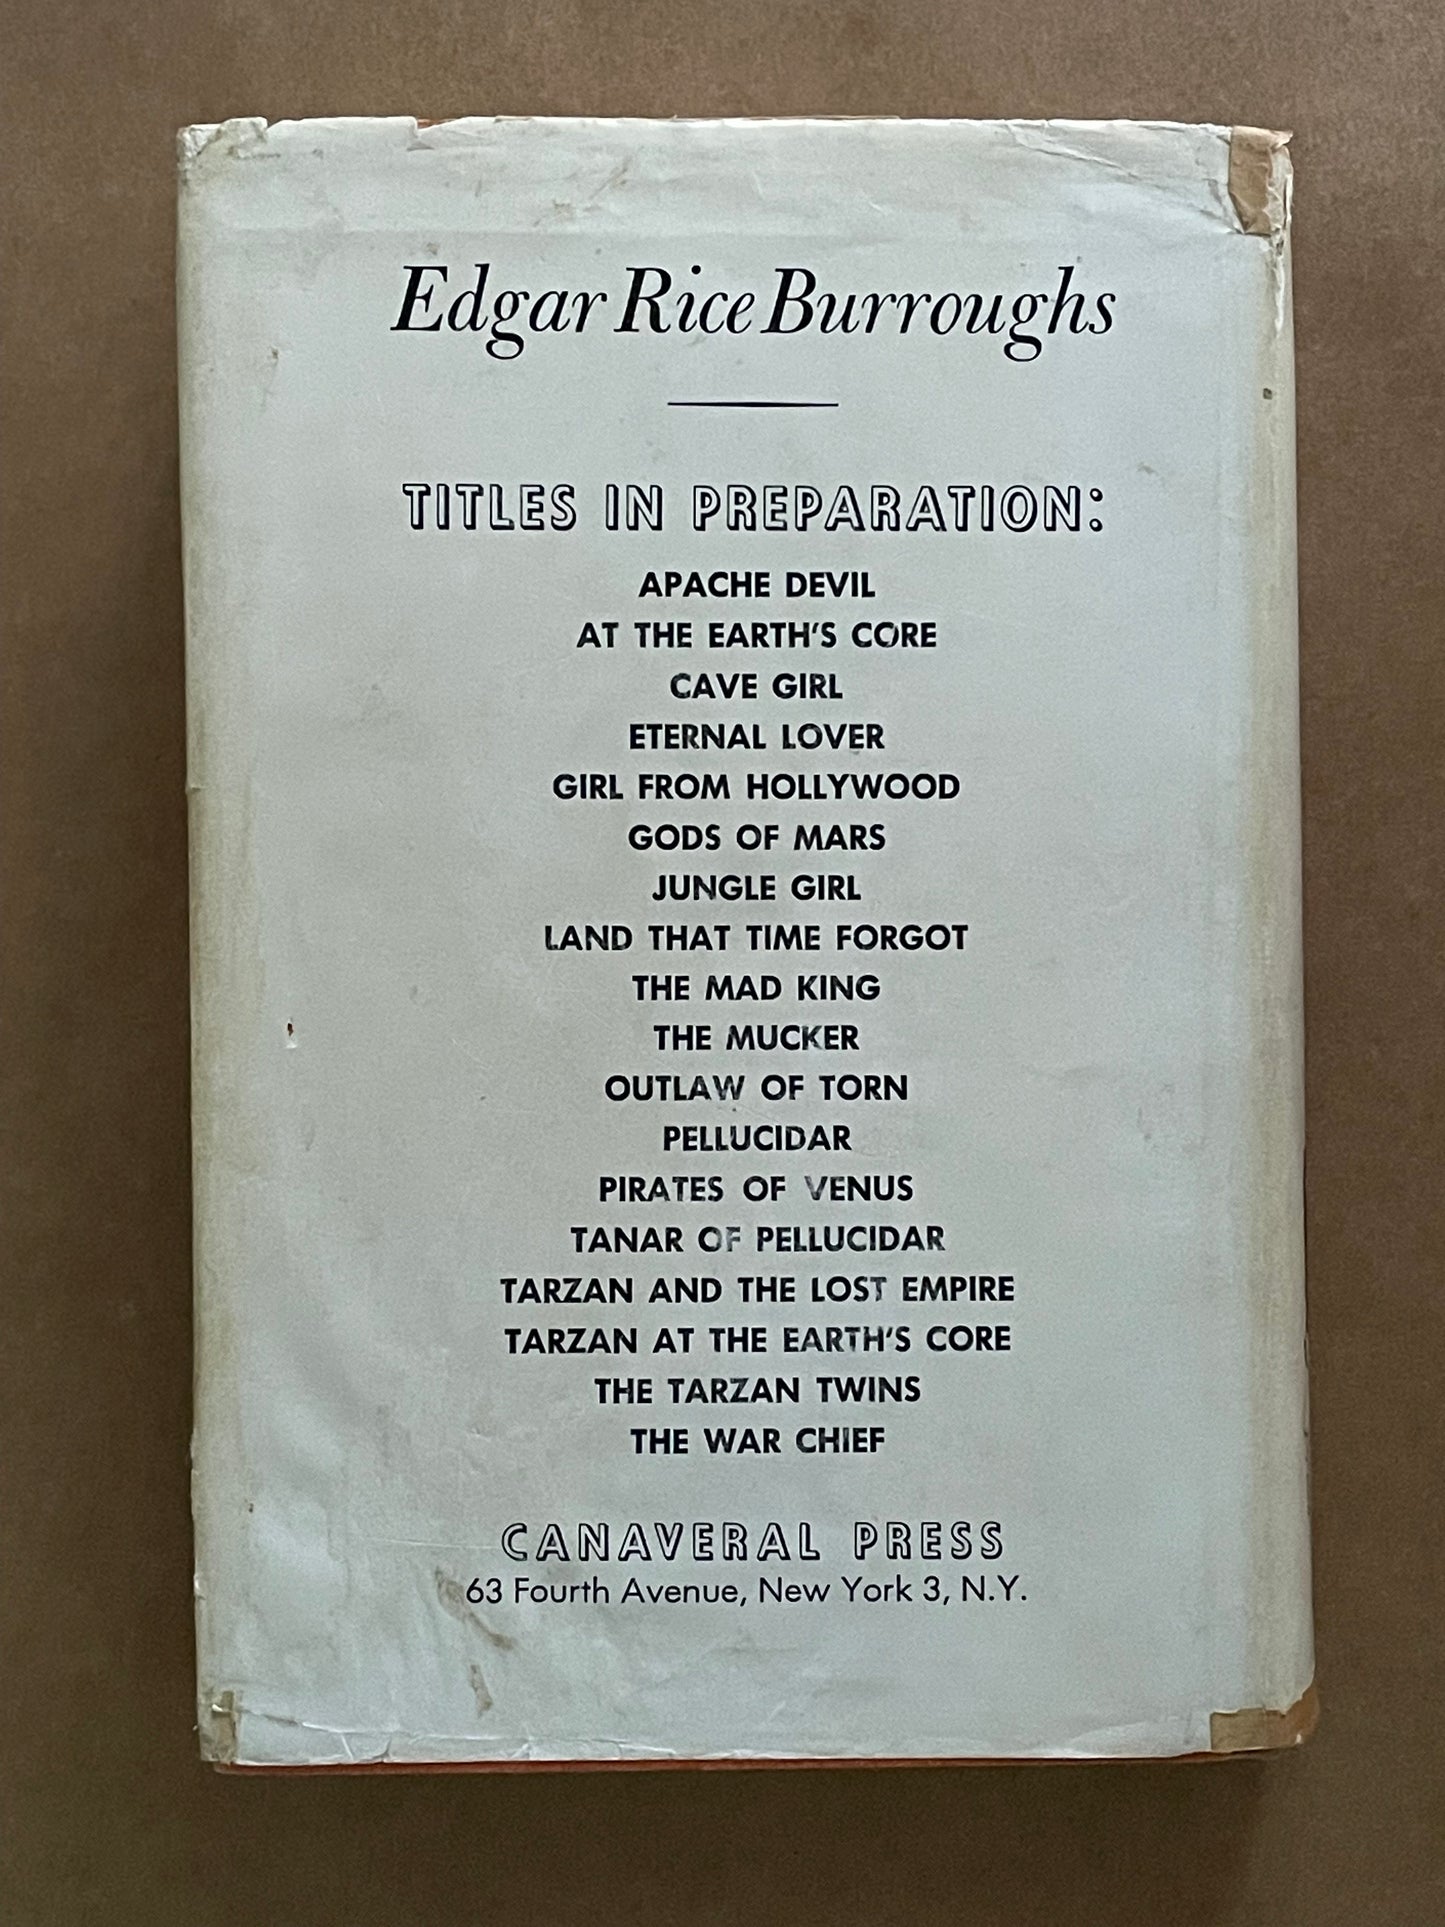 Edgar Rice Burroughs
TITLES IN PREPARATION:
APACHE DEVIL
AT THE EARTH'S CORE
CAVE GIRL
ETERNAL LOVER
GIRL FROM HOLLYWOOD
GODS OF MARS
JUNGLE GIRL
LAND THAT TIME FORGOT
THE MAD KING
THE MUCKER
OUTLAW OF TORN
PELLUCIDAR
PIRATES OF VENUS
TANAR OF PELLUCIDAR
TARZAN AND THE LOST EMPIRE
TARZAN AT THE EARTH'S CORE
THE TARZAN TWINS
THE WAR CHIEF
CANAVERAL PRESS
63 Fourth Avenue, New York 3, N.Y.